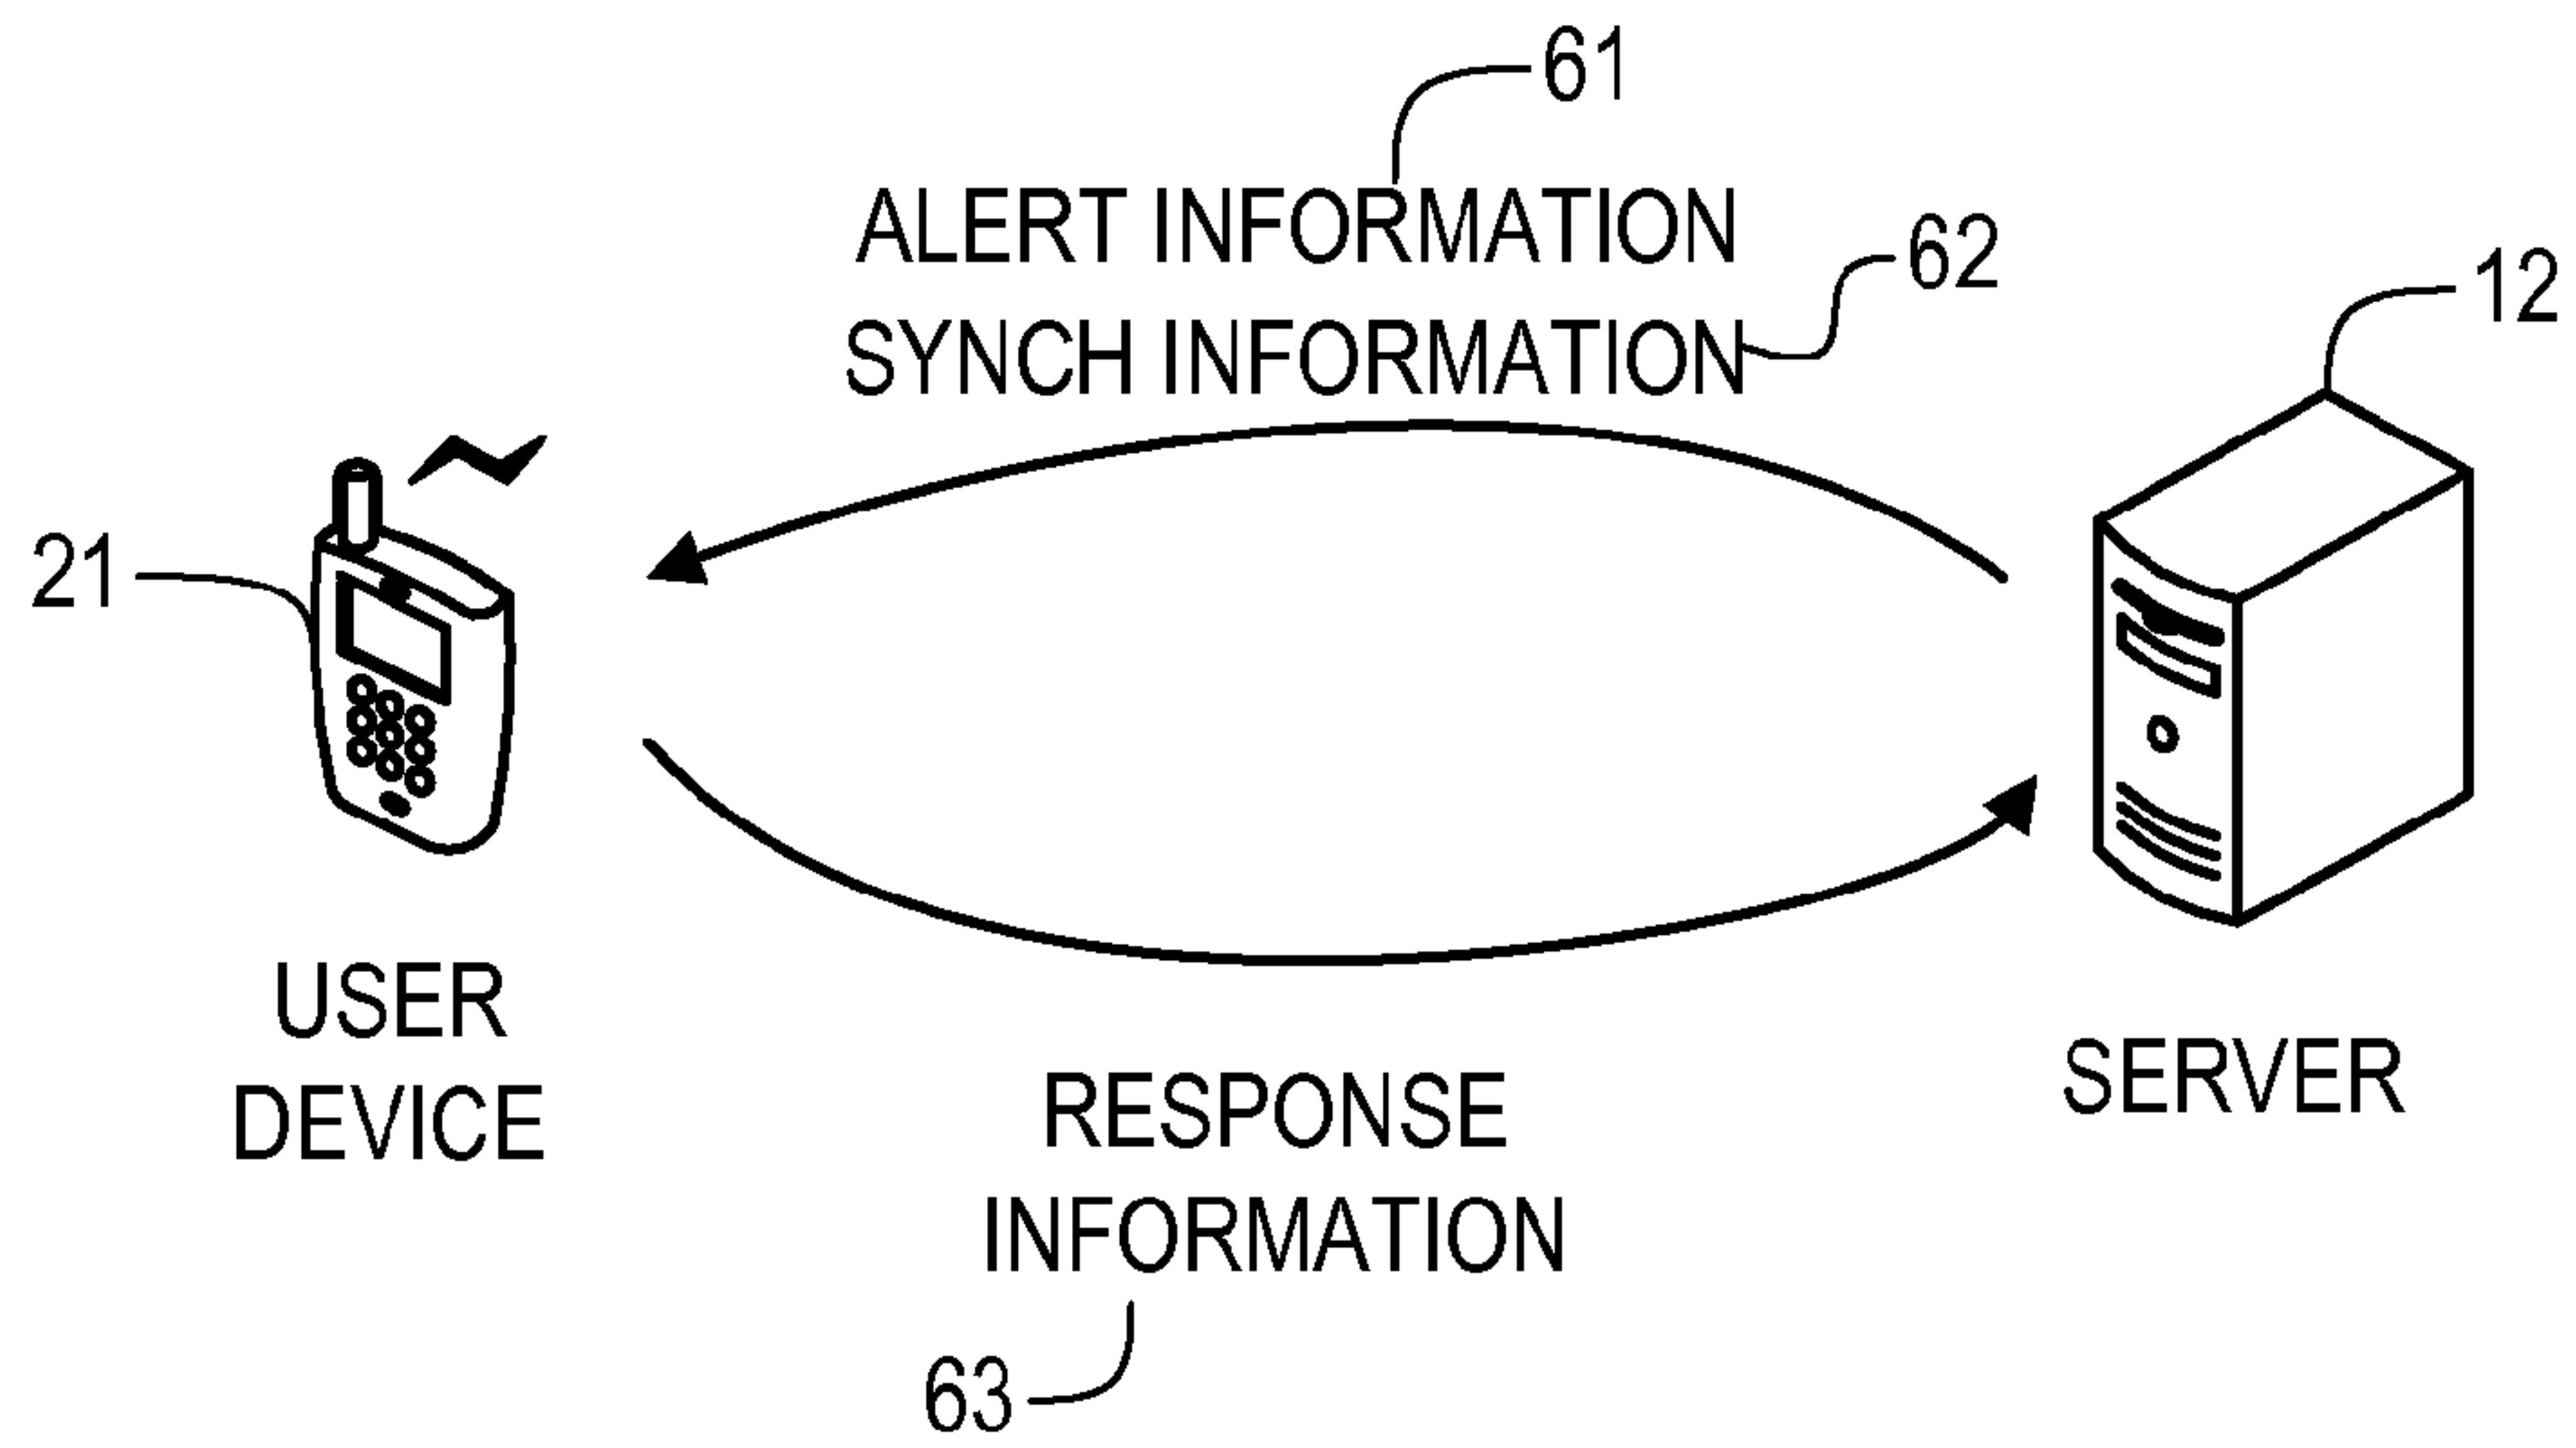 61
ALERT INFORMATION
62
SYNCH INFORMATION
12
21
USER
DEVICE
SERVER
RESPONSE
INFORMATION
63